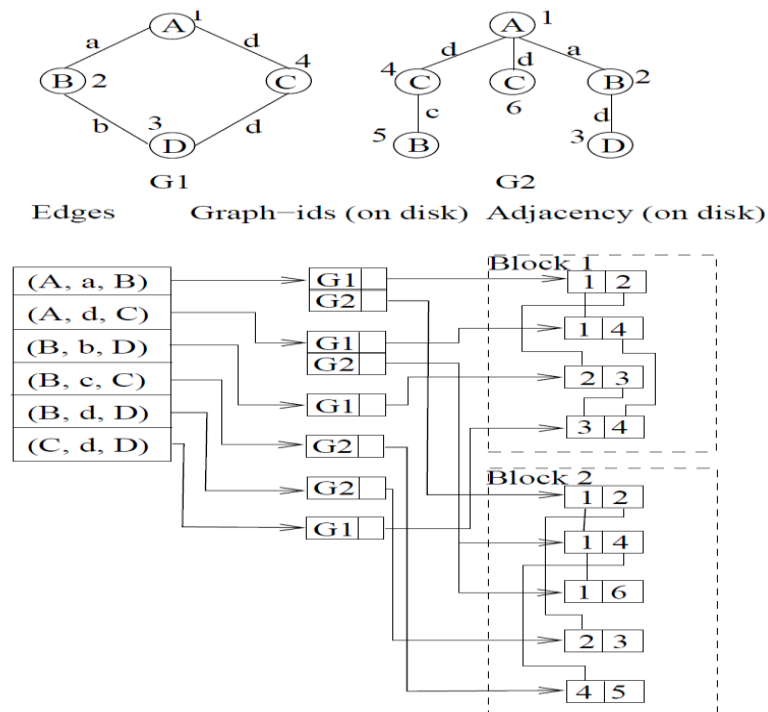 A 1
a d
4
B 2 C
b 3 d
D
G1
A 1
d d a
4 C C B 2
c 6 d
5 B 3 D
G2
Edges Graph-ids (on disk) Adjacency (on disk)
Block 1
(A, a, B) G1 1 2
G2
(A, d, C) G1 1 4
G2
(B, b, D) G1 2 3
(B, c, C) G2 3 4
(B, d, D) G2
(C, d, D) G1
Block 2
1 2
1 4
1 6
2 3
4 5